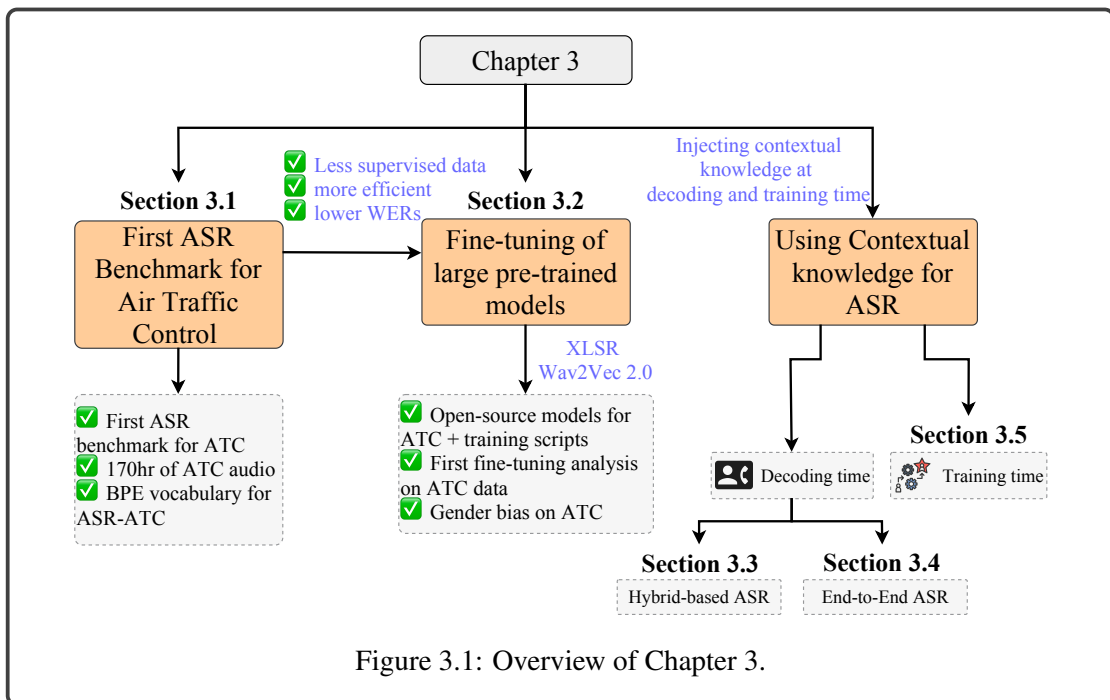 Chapter 3
✅ Less supervised data
✅ more efficient
✅ lower WERs
Injecting contextual
knowledge at
decoding and training time
Section 3.1
First ASR
Benchmark for
Air Traffic
Control
Section 3.2
Fine-tuning of
large pre-trained
models
Using Contextual
knowledge for
ASR
XLSR
Wav2Vec 2.0
✅ First ASR
benchmark for ATC
✅ 170hr of ATC audio
✅ BPE vocabulary for
ASR-ATC
✅ Open-source models for
ATC + training scripts
✅ First fine-tuning analysis
on ATC data
✅ Gender bias on ATC
Decoding time
Section 3.5
Training time
Section 3.3
Hybrid-based ASR
Section 3.4
End-to-End ASR
Figure 3.1: Overview of Chapter 3.